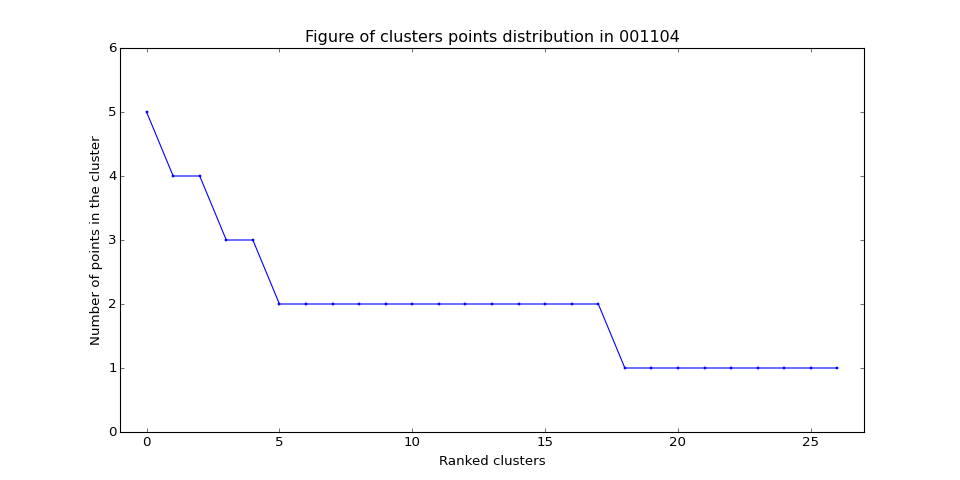 Figure of clusters points distribution in 001104
Number of points in the cluster
6
5
4
3
2
1
0
0 5 10 15 20 25
Ranked clusters